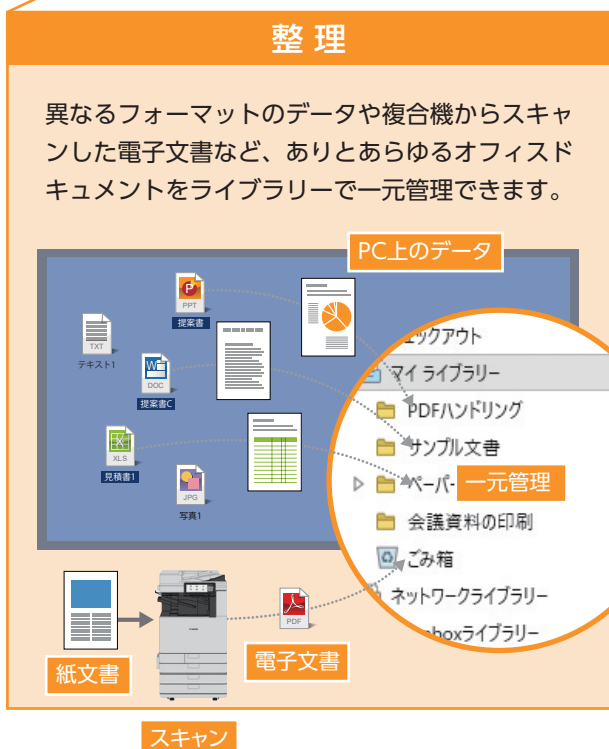 整理
異なるフォーマットのデータや複合機からスキャ
ンした電子文書など、ありとあらゆるオフィスド
キュメントをライブラリーで一元管理できます。
PC上のデータ
PPT
提案書
TXT
テキスト1
DOC
提案書C
XLS
見積書1
JPG
写真1
ェックアウト
マイ ライブラリー
PDFハンドリング
サンプル文書
ペーパー
一元管理
会議資料の印刷
ごみ箱
ネットワークライブラリー
boxライブラリー
PDF
紙文書
電子文書
スキャン